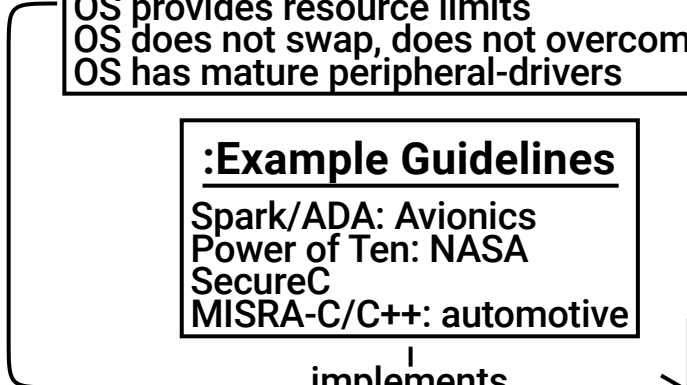 OS provides resource limits
OS does not swap, does not overcom
OS has mature peripheral-drivers
:Example Guidelines
Spark/ADA: Avionics
Power of Ten: NASA
SecureC
MISRA-C/C++: automotive
implements